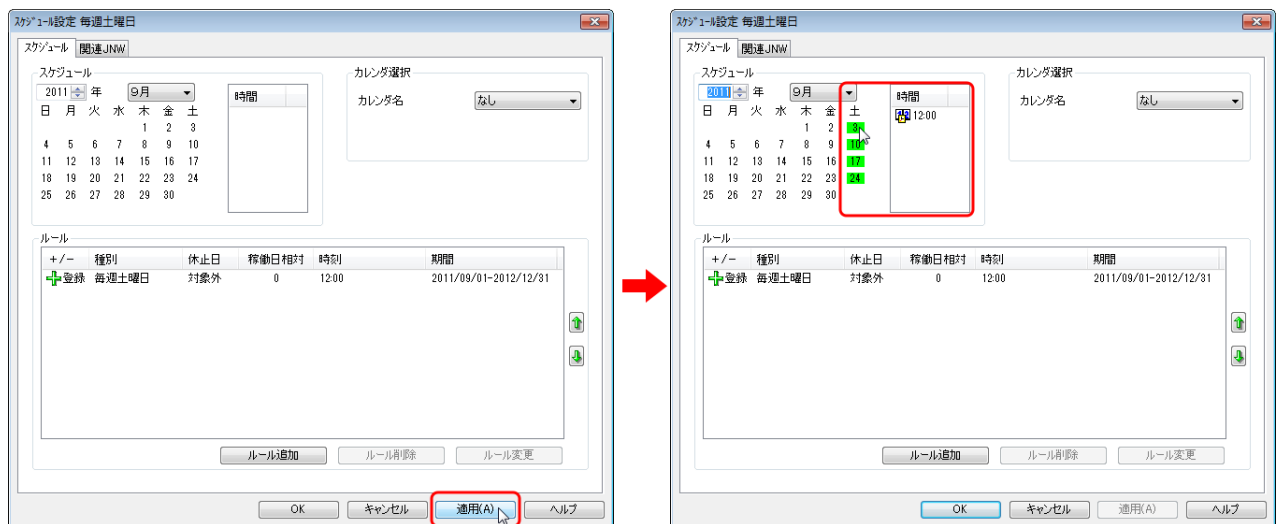 スケジュール設定 毎週土曜日
スケジュール 関連JNW
スケジュール
2011 年 9月
日 月 火 水 木 金 土
1 2 3
4 5 6 7 8 9 10
11 12 13 14 15 16 17
18 19 20 21 22 23 24
25 26 27 28 29 30
時間
カレンダ選択
カレンダ名 なし
ルール
+/- 種別 休止日 稼働日相対 時刻 期間
登録 毎週土曜日 対象外 0 12:00 2011/09/01-2012/12/31
ルール追加 ルール削除 ルール変更
OK キャンセル 適用(A) ヘルプ
スケジュール設定 毎週土曜日
スケジュール 関連JNW
スケジュール
2011 年 9月
日 月 火 水 木 金 土
1 2 3
4 5 6 7 8 9 10
11 12 13 14 15 16 17
18 19 20 21 22 23 24
25 26 27 28 29 30
時間
12:00
カレンダ選択
カレンダ名 なし
ルール
+/- 種別 休止日 稼働日相対 時刻 期間
登録 毎週土曜日 対象外 0 12:00 2011/09/01-2012/12/31
ルール追加 ルール削除 ルール変更
OK キャンセル 適用(A) ヘルプ